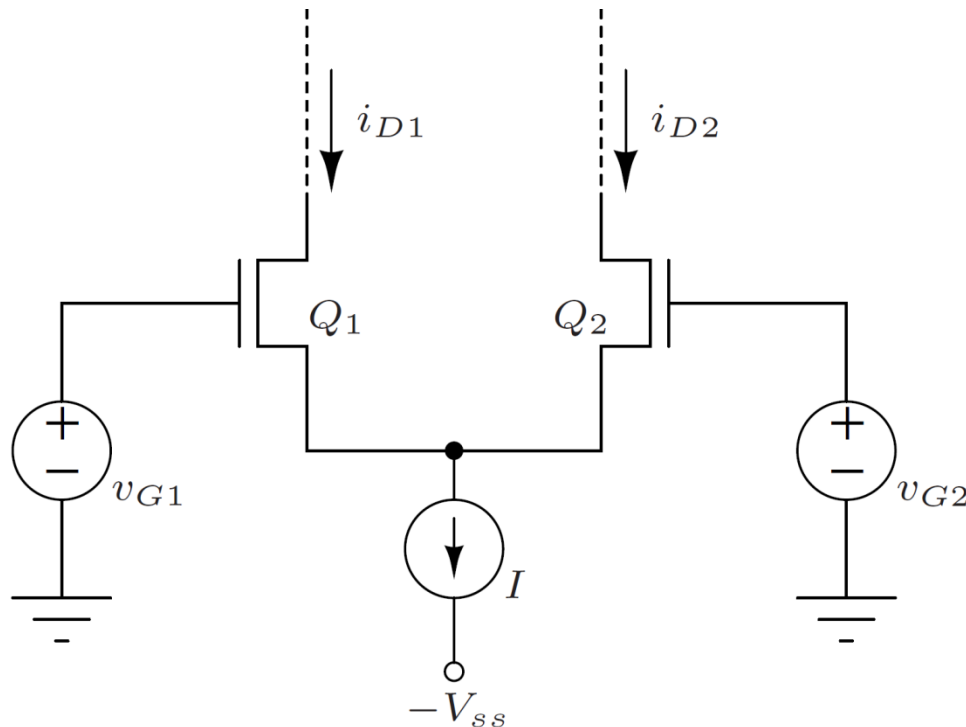 i_{D1} i_{D2}
Q_1 Q_2
+ +
− −
v_{G1} v_{G2}
I
−V_{ss}